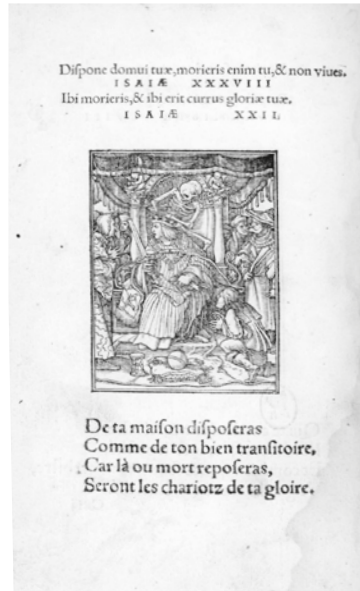 Diſpone domui tuæ, morieris enim tu, & non viues.
ISAIÆ XXXVIII
Ibi morieris, & ibi erit currus gloriæ tuæ.
ISAIÆ XXII.
De ta maiſon diſpoſeras
Comme de ton bien tranſitoire,
Car là ou mort repoſeras,
Seront les chariotz de ta gloire.